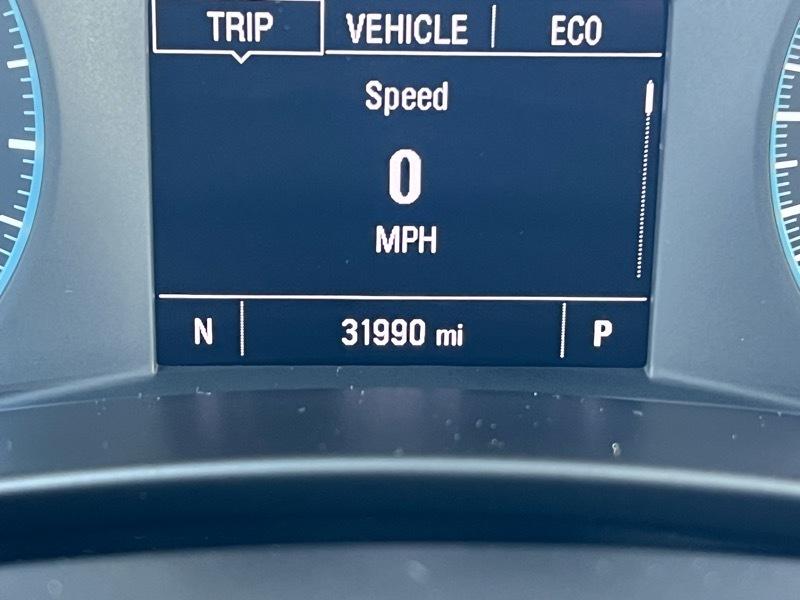 TRIP VEHICLE ECO
Speed
0
MPH
N 31990 mi P